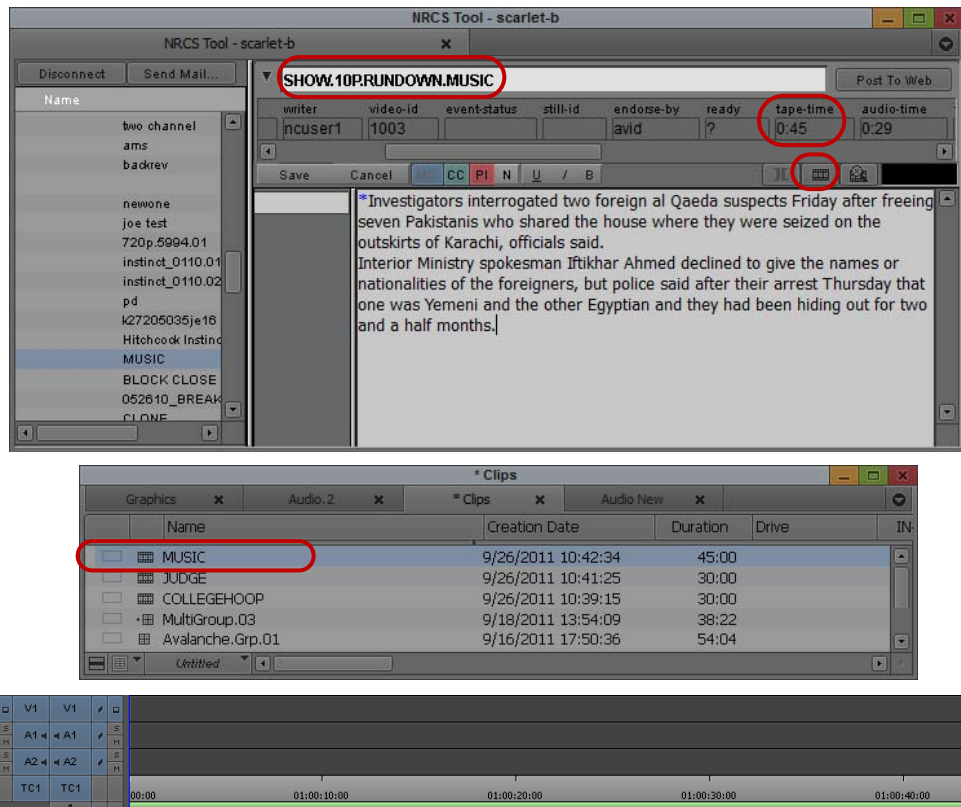 NRCS Tool - scarlet-b
NRCS Tool - scarlet-b
Disconnect Send Mail... SHOW.10P.RUNDOWN.MUSIC Post To Web
Name
writer video-id event-status still-id endorse-by ready tape-time audio-time
ncuser1 1003 avid ? 0:45 0:29
Save Cancel CC PI N U / B
two channel
ams
backrev
newone
joe test
720p.5994.01
instinct_0110.01
instinct_0110.02
pd
k27205035je16
Hitchcock Instinc
MUSIC
BLOCK CLOSE
052610_BREAK
CLONE
*Investigators interrogated two foreign al Qaeda suspects Friday after freeing
seven Pakistanis who shared the house where they were seized on the
outskirts of Karachi, officials said.
Interior Ministry spokesman Iftikhar Ahmed declined to give the names or
nationalities of the foreigners, but police said after their arrest Thursday that
one was Yemeni and the other Egyptian and they had been hiding out for two
and a half months.
* Clips
Graphics Audio.2 * Clips Audio New
Name Creation Date Duration Drive IN-
MUSIC 9/26/2011 10:42:34 45:00
JUDGE 9/26/2011 10:41:25 30:00
COLLEGEHOOP 9/26/2011 10:39:15 30:00
MultiGroup.03 9/18/2011 13:54:09 38:22
Avalanche.Grp.01 9/16/2011 17:50:36 54:04
Untitled
V1 V1
S
A1 A1 M
S
A2 A2 M
TC1 TC1
00:00 01:00:10:00 01:00:20:00 01:00:30:00 01:00:40:00